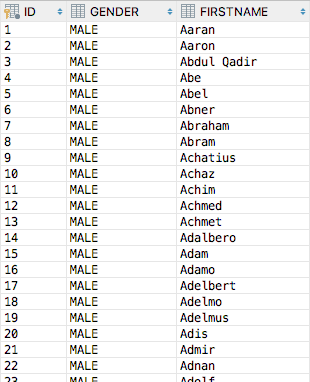 ID GENDER FIRSTNAME
1 MALE Aaran
2 MALE Aaron
3 MALE Abdul Qadir
4 MALE Abe
5 MALE Abel
6 MALE Abner
7 MALE Abraham
8 MALE Abram
9 MALE Achatius
10 MALE Achaz
11 MALE Achim
12 MALE Achmed
13 MALE Achmet
14 MALE Adalbero
15 MALE Adam
16 MALE Adamo
17 MALE Adelbert
18 MALE Adelmo
19 MALE Adelmus
20 MALE Adis
21 MALE Admir
22 MALE Adnan
23 MALE Adolf